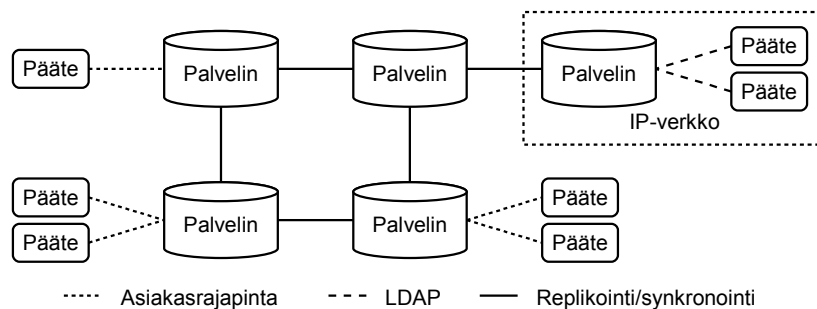 Pääte
Palvelin
Palvelin
Palvelin
Pääte
Pääte
IP-verkko
Pääte
Pääte
Palvelin
Palvelin
Pääte
Pääte
Asiakasrajapinta
LDAP
Replikointi/synkronointi